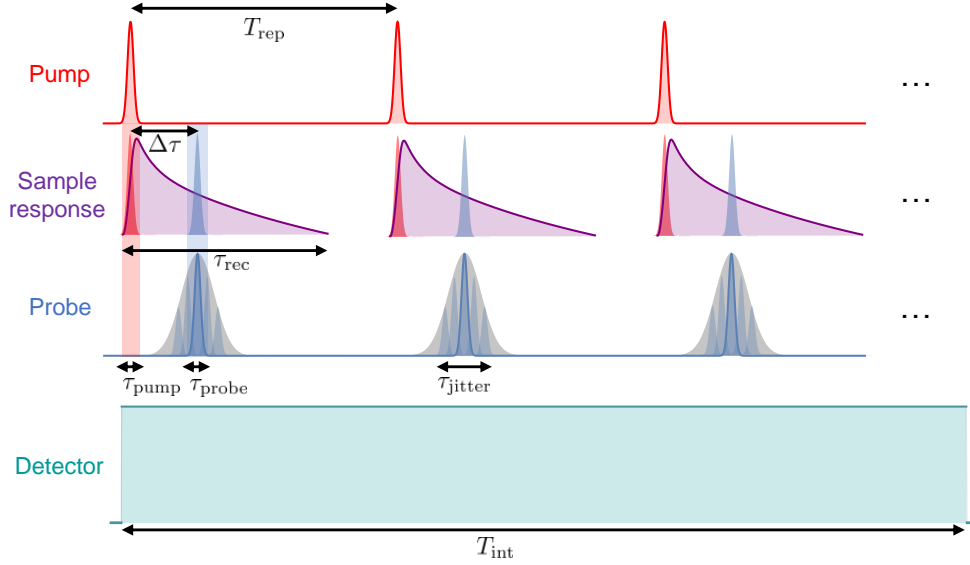 T_rep
Pump
...
Δτ
Sample
response
...
τ_rec
Probe
...
τ_pump
τ_probe
τ_jitter
Detector
T_int